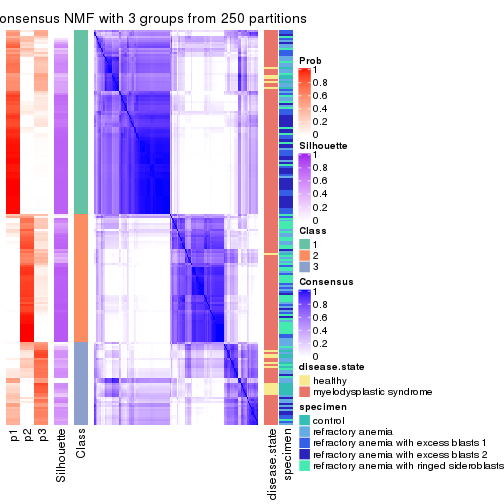 onsensus NMF with 3 groups from 250 partitions
Prob
1
0.8
0.6
0.4
0.2
0
Silhouette
1
0.8
0.6
0.4
0.2
0
Class
1
2
3
Consensus
1
0.8
0.6
0.4
0.2
0
disease.state
healthy
myelodysplastic syndrome
specimen
control
refractory anemia
refractory anemia with excess blasts 1
refractory anemia with excess blasts 2
refractory anemia with ringed sideroblasts
p1
p2
p3
Silhouette
Class
disease.state
specimen